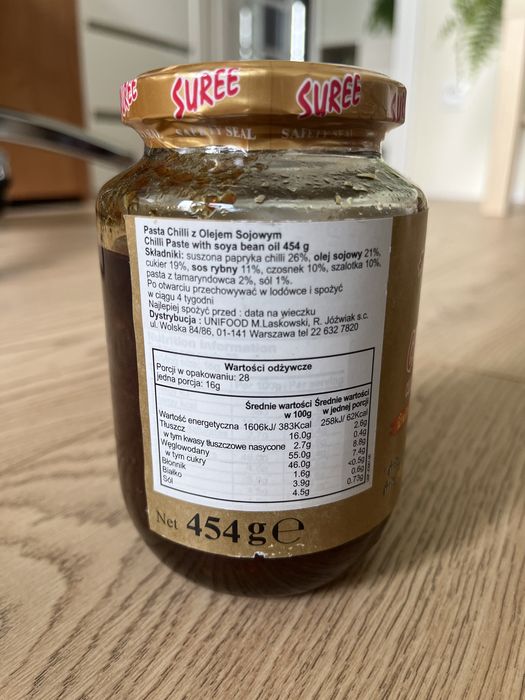 SUREE SUREE
SAFETY SEAL SAFETY SEAL
Pasta Chilli z Olejem Sojowym
Chilli Paste with soya bean oil 454 g
Składniki: suszona papryka chilli 26%, olej sojowy 21%,
cukier 19%, sos rybny 11%, czosnek 10%, szalotka 10%,
pasta z tamaryndowca 2%, sól 1%.
Po otwarciu przechowywać w lodówce i spożyć
w ciągu 4 tygodni
Najlepiej spożyć przed : data na wieczku
Dystrybucja : UNIFOOD M.Laskowski, R. Jóźwiak s.c.
ul. Wolska 84/86, 01-141 Warszawa tel 22 632 7820
Wartości odżywcze
Porcji w opakowaniu: 28
jedna porcja: 16g
Średnie wartości Średnie wartości
w 100g w jednej porcji
Wartość energetyczna 1606kJ/ 383Kcal 258kJ/ 62Kcal
Tłuszcz 16.0g 2.6g
w tym kwasy tłuszczowe nasycone 2.7g 0.4g
Węglowodany 55.0g 8.8g
w tym cukry 46.0g 7.4g
Błonnik 1.6g <0.5g
Białko 3.9g 0.6g
Sól 4.5g 0.73g
Net 454 g ℮